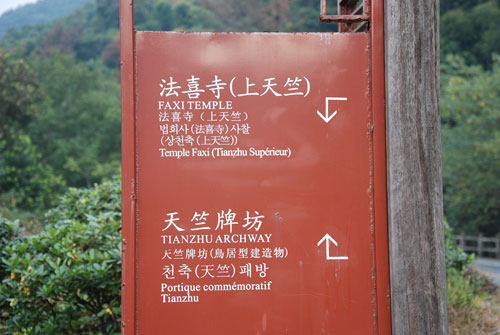 法喜寺(上天竺)
FAXI TEMPLE
法喜寺（上天竺）
법회사(法喜寺)사찰
(상천축(上天竺))
Temple Faxi (Tianzhu Supérieur)
天竺牌坊
TIANZHU ARCHWAY
天竺牌坊(鳥居型建造物)
천축(天竺)패방
Portique commémoratif
Tianzhu